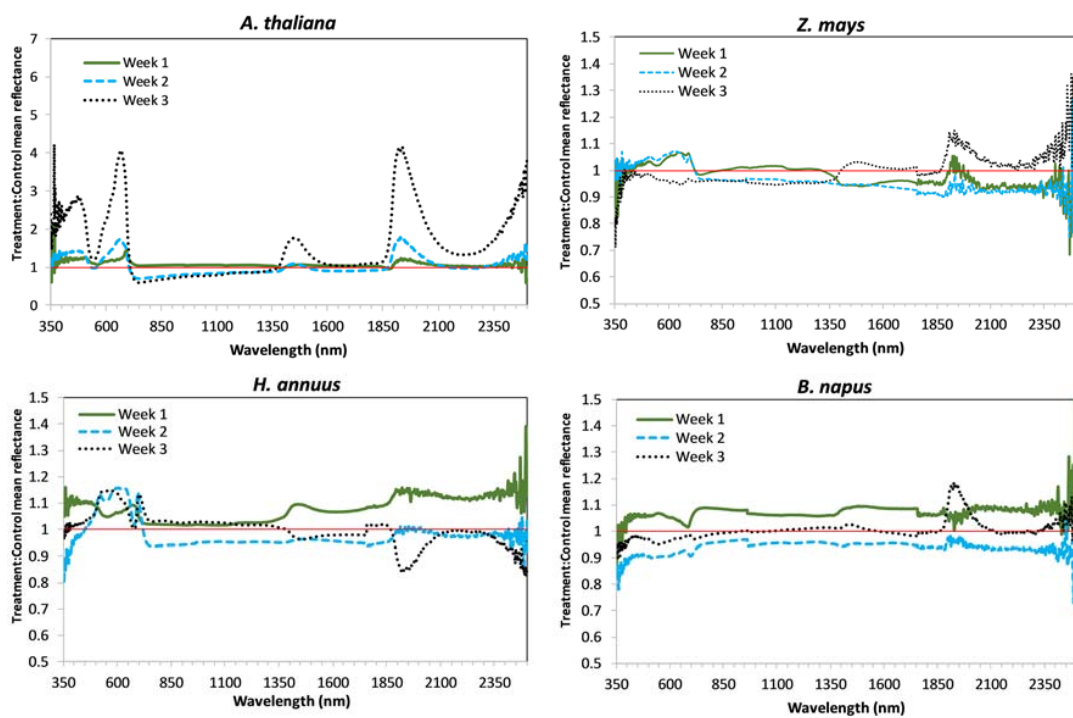 A. thaliana
Treatment:Control mean reflectance
7
6
5
4
3
2
1
0
Week 1
Week 2
Week 3
350 600 850 1100 1350 1600 1850 2100 2350
Wavelength (nm)
Z. mays
Treatment:Control mean reflectance
1.5
1.4
1.3
1.2
1.1
1
0.9
0.8
0.7
0.6
0.5
Week 1
Week 2
Week 3
350 600 850 1100 1350 1600 1850 2100 2350
Wavelength (nm)
H. annuus
Treatment:Control mean reflectance
1.5
1.4
1.3
1.2
1.1
1
0.9
0.8
0.7
0.6
0.5
Week 1
Week 2
Week 3
350 600 850 1100 1350 1600 1850 2100 2350
Wavelength (nm)
B. napus
Treatment:Control mean reflectance
1.5
1.4
1.3
1.2
1.1
1
0.9
0.8
0.7
0.6
0.5
Week 1
Week 2
Week 3
350 600 850 1100 1350 1600 1850 2100 2350
Wavelength (nm)